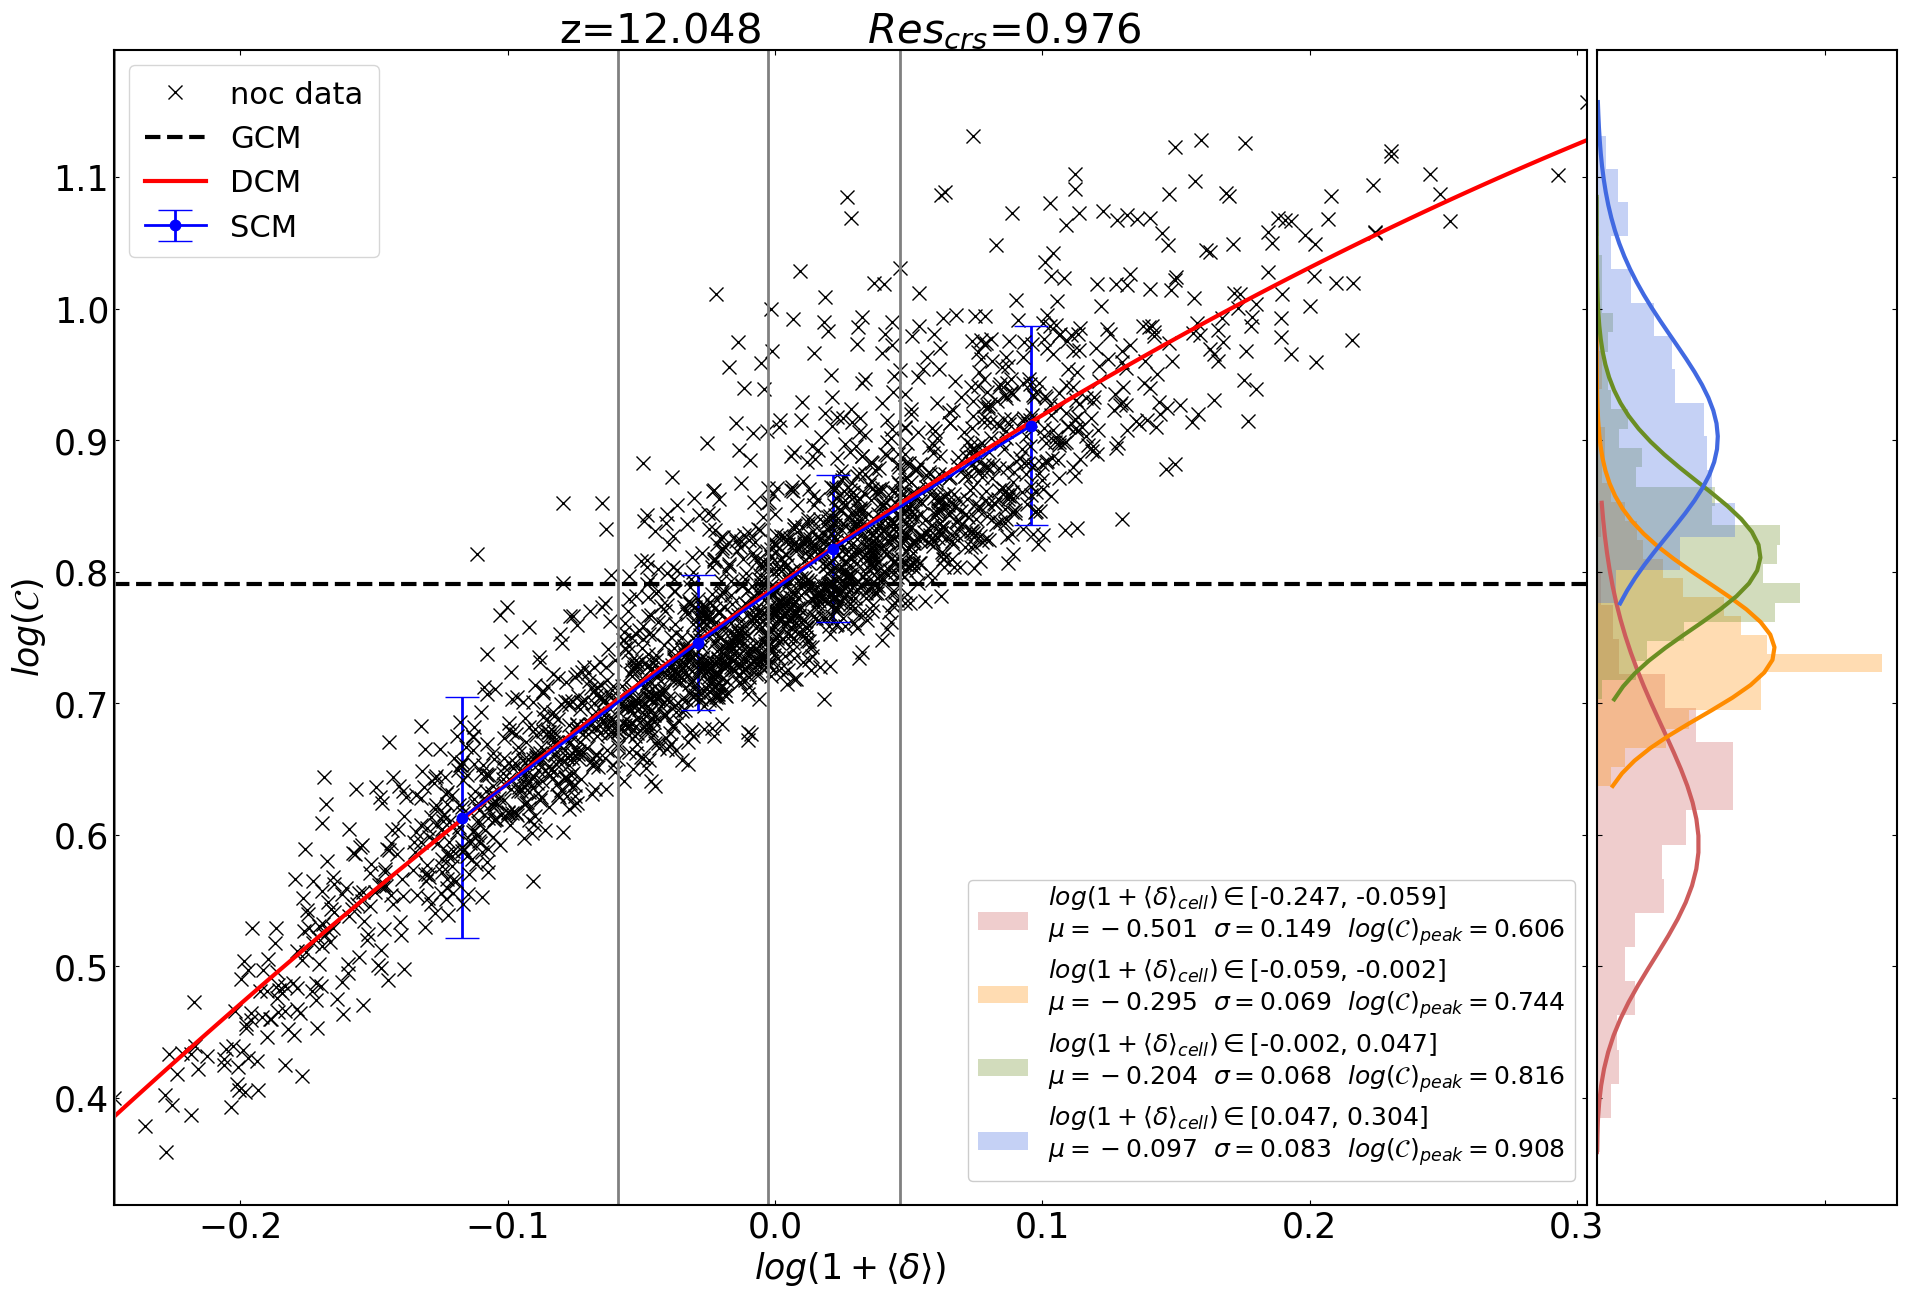 z=12.048 Res_crs=0.976
noc data
GCM
DCM
SCM
log(𝒞)
1.1
1.0
0.9
0.8
0.7
0.6
0.5
0.4
log(1 + ⟨δ⟩_cell) ∈ [-0.247, -0.059]
μ = −0.501 σ = 0.149 log(𝒞)_peak = 0.606
log(1 + ⟨δ⟩_cell) ∈ [-0.059, -0.002]
μ = −0.295 σ = 0.069 log(𝒞)_peak = 0.744
log(1 + ⟨δ⟩_cell) ∈ [-0.002, 0.047]
μ = −0.204 σ = 0.068 log(𝒞)_peak = 0.816
log(1 + ⟨δ⟩_cell) ∈ [0.047, 0.304]
μ = −0.097 σ = 0.083 log(𝒞)_peak = 0.908
−0.2 −0.1 0.0 0.1 0.2 0.3
log(1 + ⟨δ⟩)